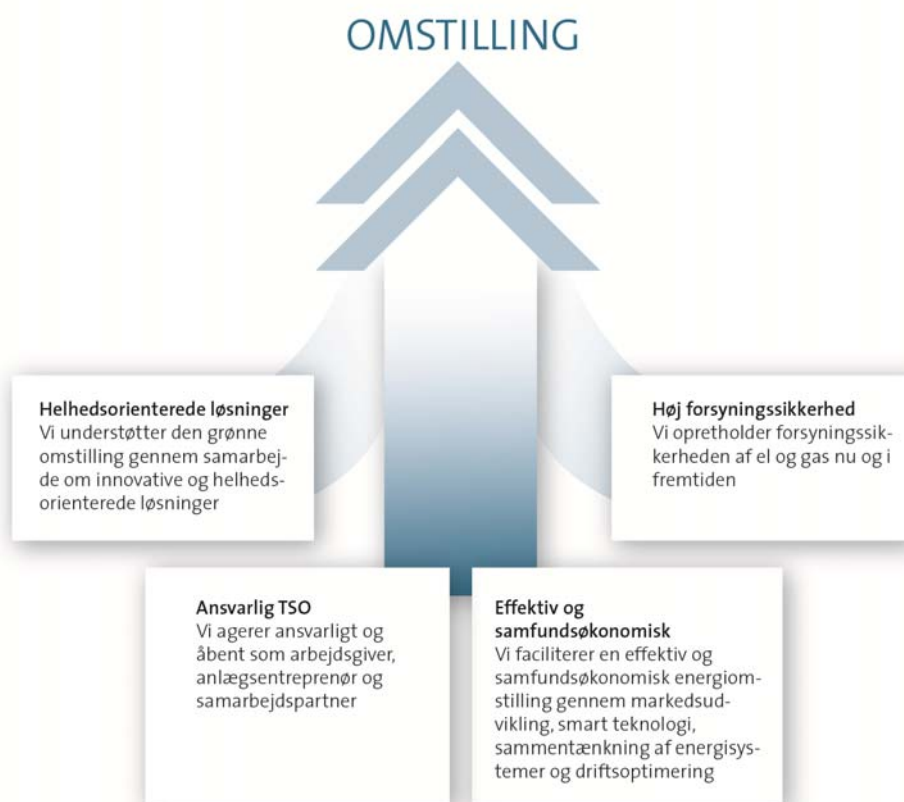 OMSTILLING
Helhedsorienterede løsninger
Vi understøtter den grønne
omstilling gennem samarbej-
de om innovative og helheds-
orienterede løsninger
Høj forsyningssikkerhed
Vi opretholder forsyningssik-
kerheden af el og gas nu og i
fremtiden
Ansvarlig TSO
Vi agerer ansvarligt og
åbent som arbejdsgiver,
anlægsentreprenør og
samarbejdspartner
Effektiv og
samfundsøkonomisk
Vi faciliterer en effektiv og
samfundsøkonomisk energiom-
stilling gennem markedsud-
vikling, smart teknologi,
sammentænkning af energisys-
temer og driftsoptimering